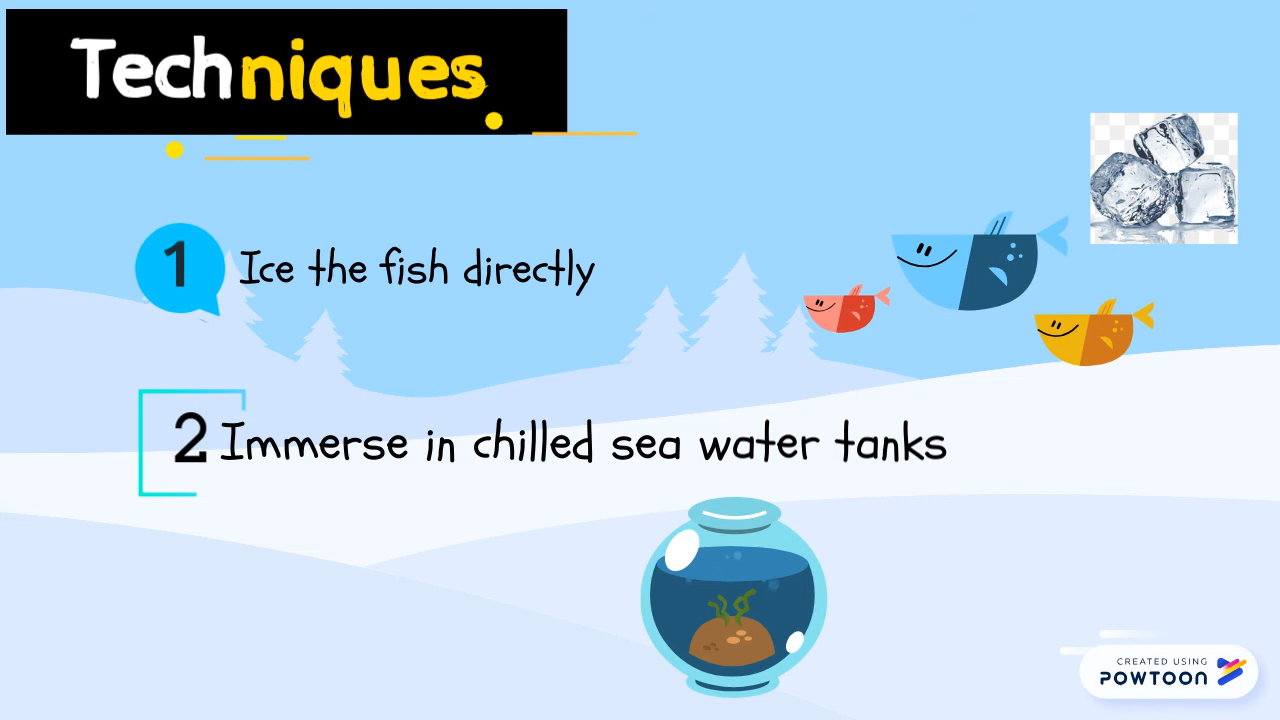 Techniques
1 Ice the fish directly
2 Immerse in chilled sea water tanks
CREATED USING
POWTOON